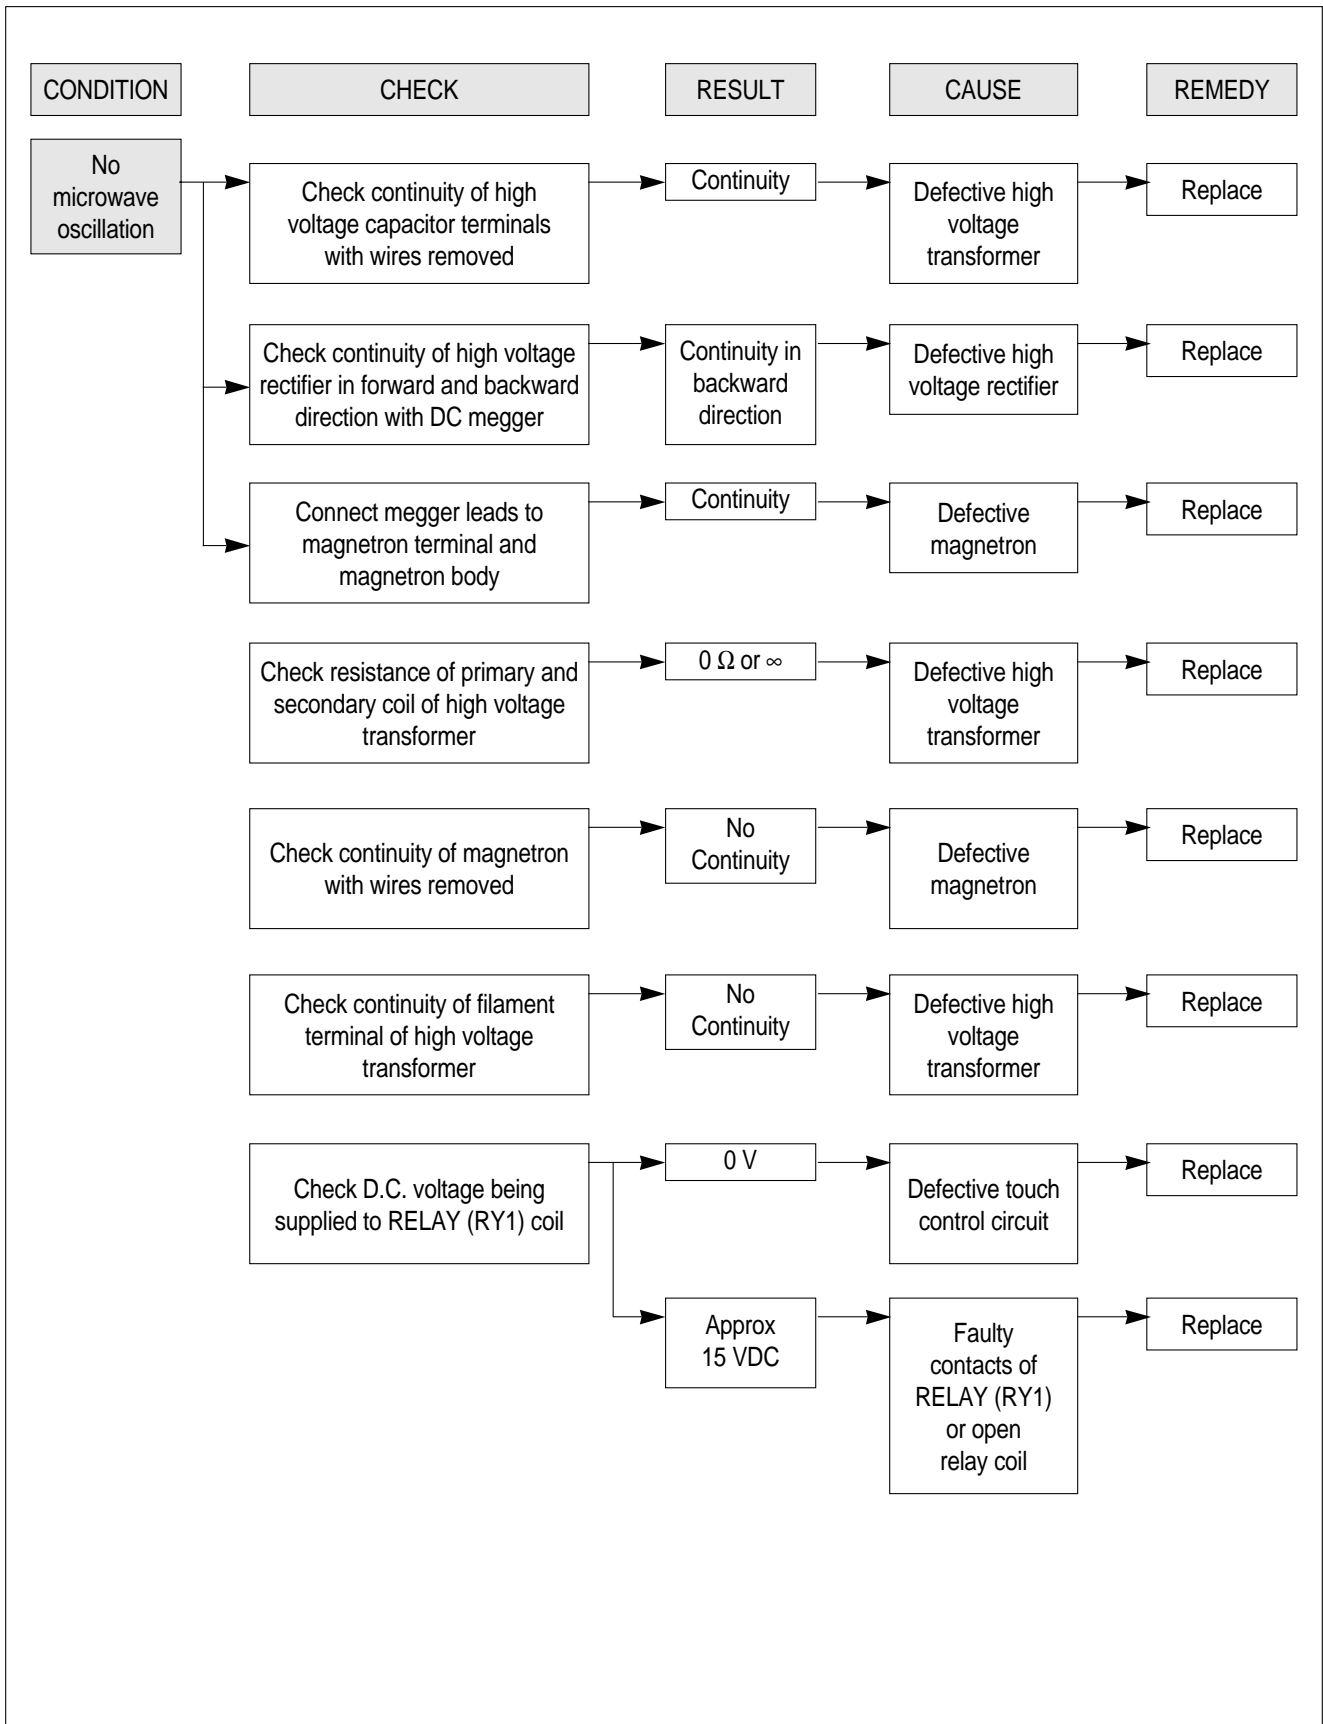 CONDITION
CHECK
RESULT
CAUSE
REMEDY
No
microwave
oscillation
Check continuity of high
voltage capacitor terminals
with wires removed
Continuity
Defective high
voltage
transformer
Replace
Check continuity of high voltage
rectifier in forward and backward
direction with DC megger
Continuity in
backward
direction
Defective high
voltage rectifier
Replace
Connect megger leads to
magnetron terminal and
magnetron body
Continuity
Defective
magnetron
Replace
Check resistance of primary and
secondary coil of high voltage
transformer
0 Ω or ∞
Defective high
voltage
transformer
Replace
Check continuity of magnetron
with wires removed
No
Continuity
Defective
magnetron
Replace
Check continuity of filament
terminal of high voltage
transformer
No
Continuity
Defective high
voltage
transformer
Replace
Check D.C. voltage being
supplied to RELAY (RY1) coil
0 V
Defective touch
control circuit
Replace
Approx
15 VDC
Faulty
contacts of
RELAY (RY1)
or open
relay coil
Replace